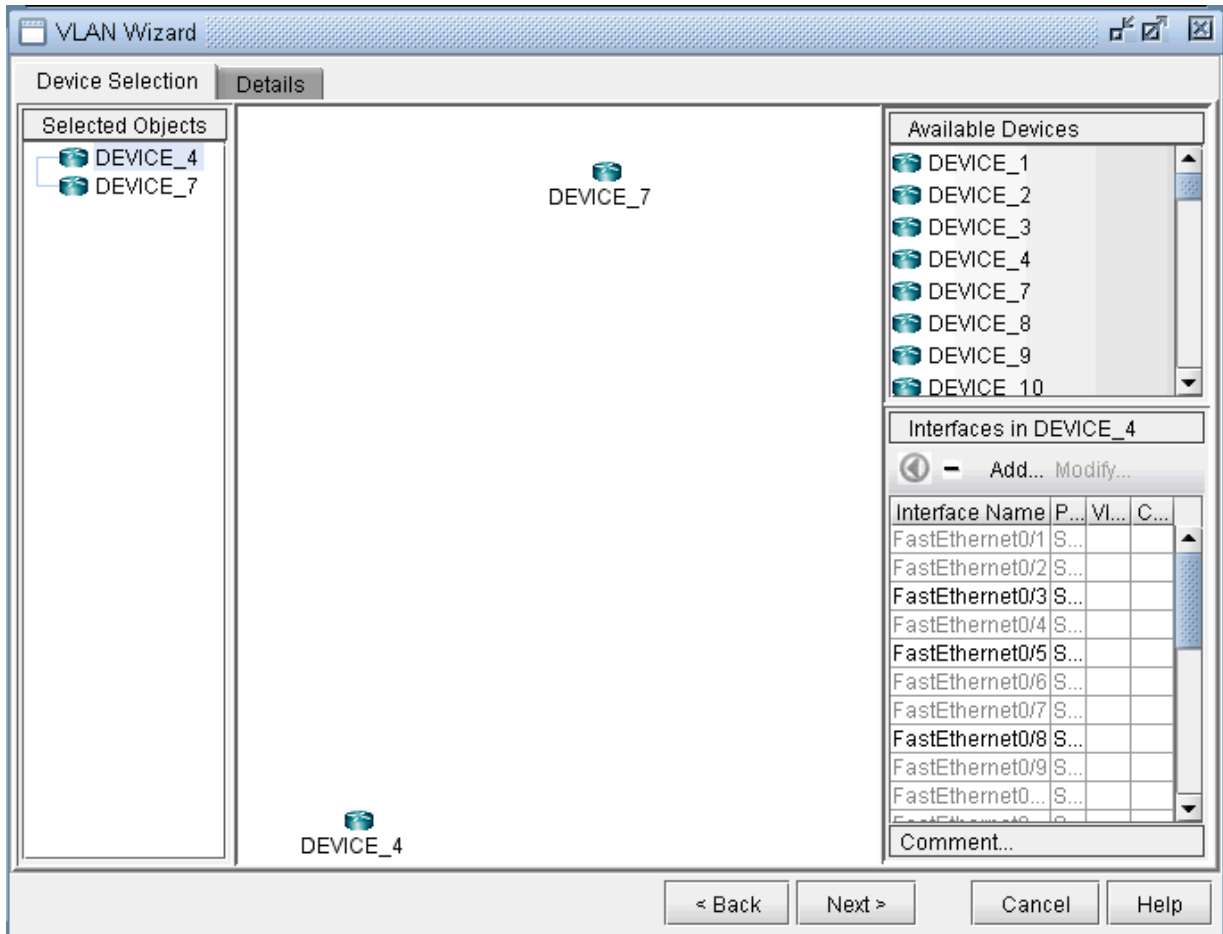 VLAN Wizard
Device Selection Details
Selected Objects
DEVICE_4
DEVICE_7
DEVICE_7
DEVICE_4
Available Devices
DEVICE_1
DEVICE_2
DEVICE_3
DEVICE_4
DEVICE_7
DEVICE_8
DEVICE_9
DEVICE_10
Interfaces in DEVICE_4
Add... Modify...
Interface Name P... Vl... C...
FastEthernet0/1 S...
FastEthernet0/2 S...
FastEthernet0/3 S...
FastEthernet0/4 S...
FastEthernet0/5 S...
FastEthernet0/6 S...
FastEthernet0/7 S...
FastEthernet0/8 S...
FastEthernet0/9 S...
FastEthernet0... S...
Comment...
< Back Next > Cancel Help